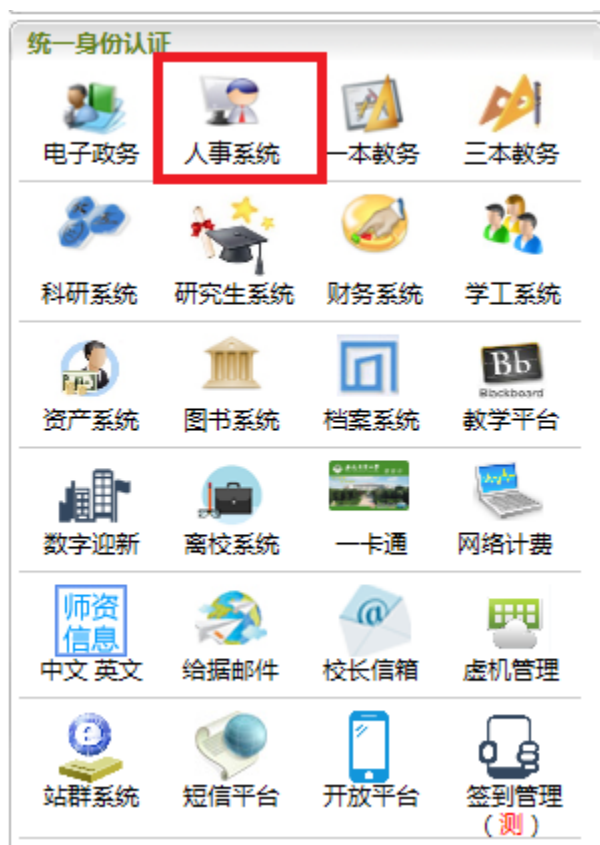 统一身份认证
电子政务 人事系统 一本教务 三本教务
科研系统 研究生系统 财务系统 学工系统
Bb
Blackboard
资产系统 图书系统 档案系统 教学平台
数字迎新 离校系统 一卡通 网络计费
师资
信息
中文 英文 给据邮件 校长信箱 虚机管理
站群系统 短信平台 开放平台 签到管理
(测)